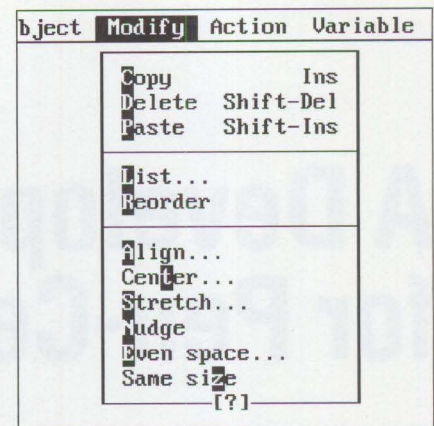 bject Modify Action Variable
Copy Ins
Delete Shift-Del
Paste Shift-Ins
List...
Reorder
Align...
Center...
Stretch...
Nudge
Even space...
Same size
[?]